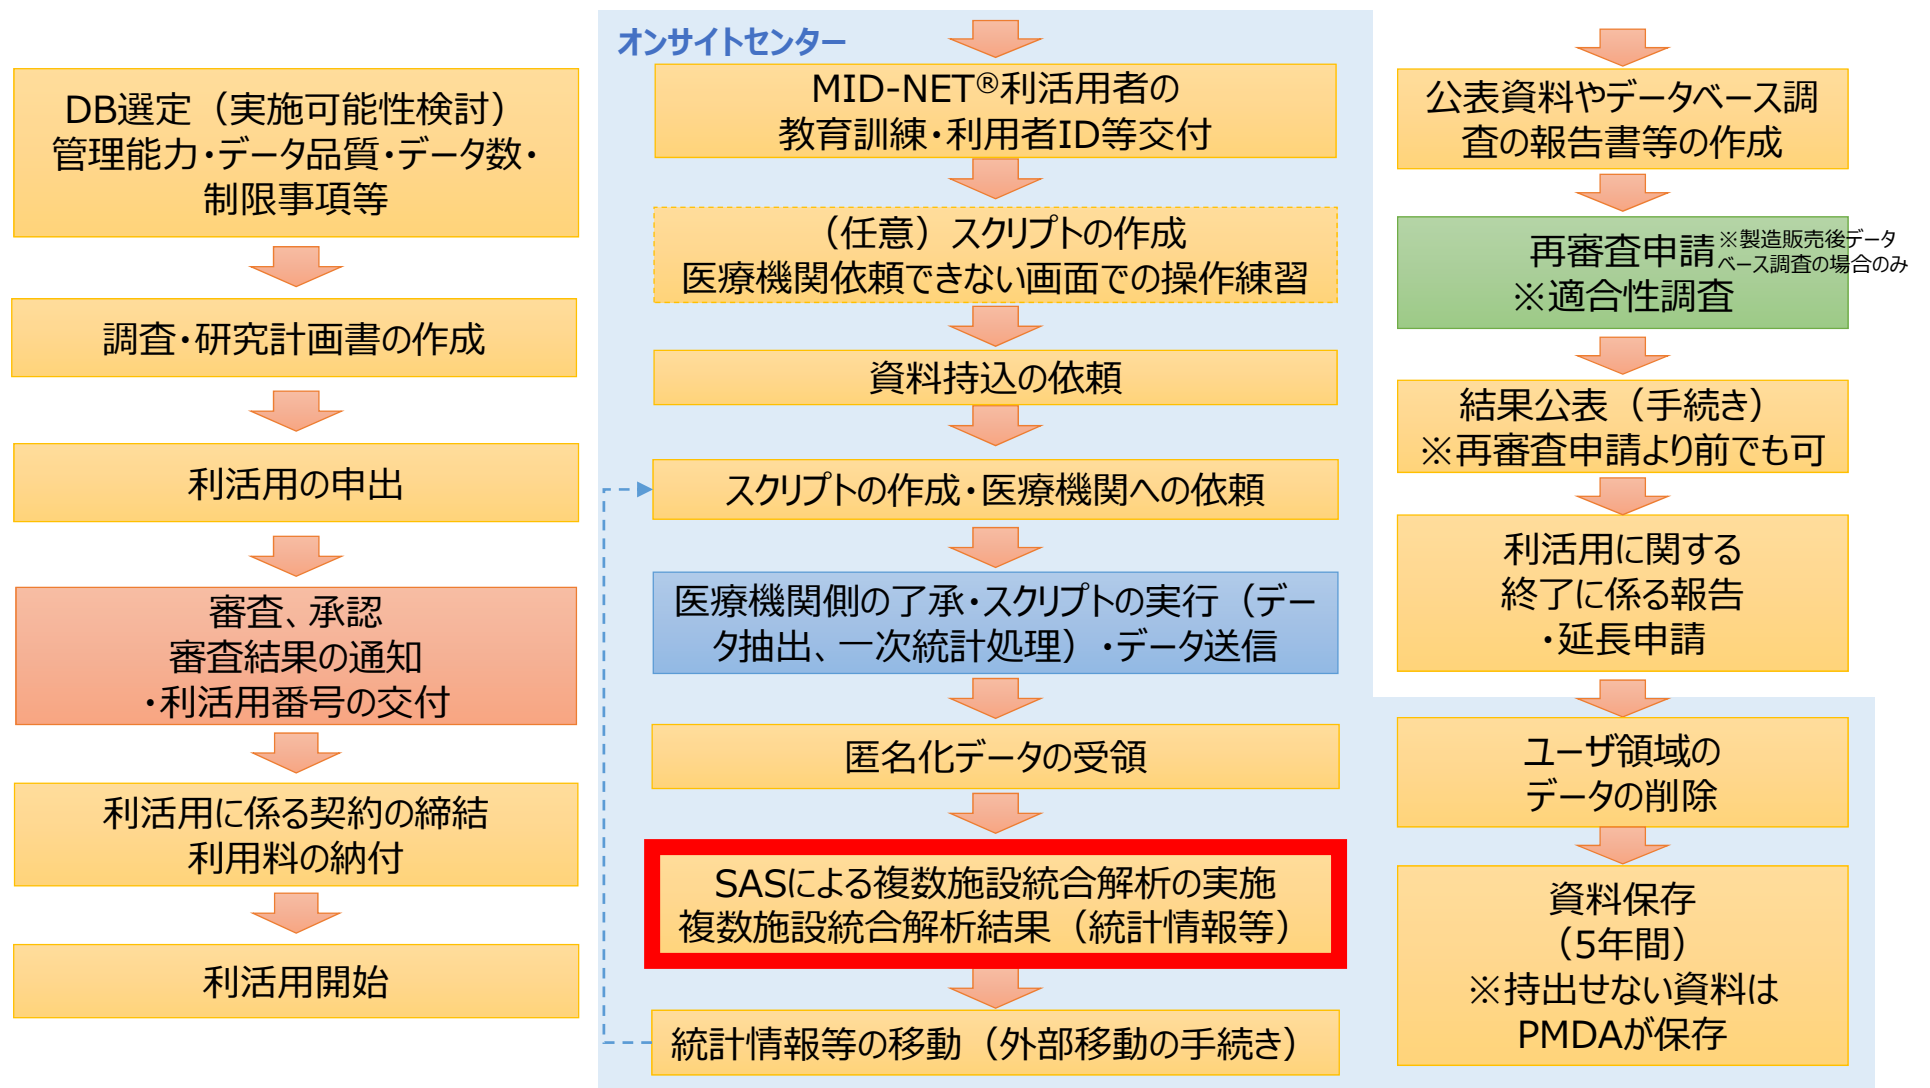 DB選定（実施可能性検討）
管理能力・データ品質・データ数・
制限事項等
調査・研究計画書の作成
利活用の申出
審査、承認
審査結果の通知
・利活用番号の交付
利活用に係る契約の締結
利用料の納付
利活用開始
オンサイトセンター
MID-NET®利活用者の
教育訓練・利用者ID等交付
（任意）スクリプトの作成
医療機関依頼できない画面での操作練習
資料持込の依頼
スクリプトの作成・医療機関への依頼
医療機関側の了承・スクリプトの実行（デー
タ抽出、一次統計処理）・データ送信
匿名化データの受領
SASによる複数施設統合解析の実施
複数施設統合解析結果（統計情報等）
統計情報等の移動（外部移動の手続き）
公表資料やデータベース調
査の報告書等の作成
再審査申請
※適合性調査
※製造販売後データ
ベース調査の場合のみ
結果公表（手続き）
※再審査申請より前でも可
利活用に関する
終了に係る報告
・延長申請
ユーザ領域の
データの削除
資料保存
（5年間）
※持出せない資料は
PMDAが保存